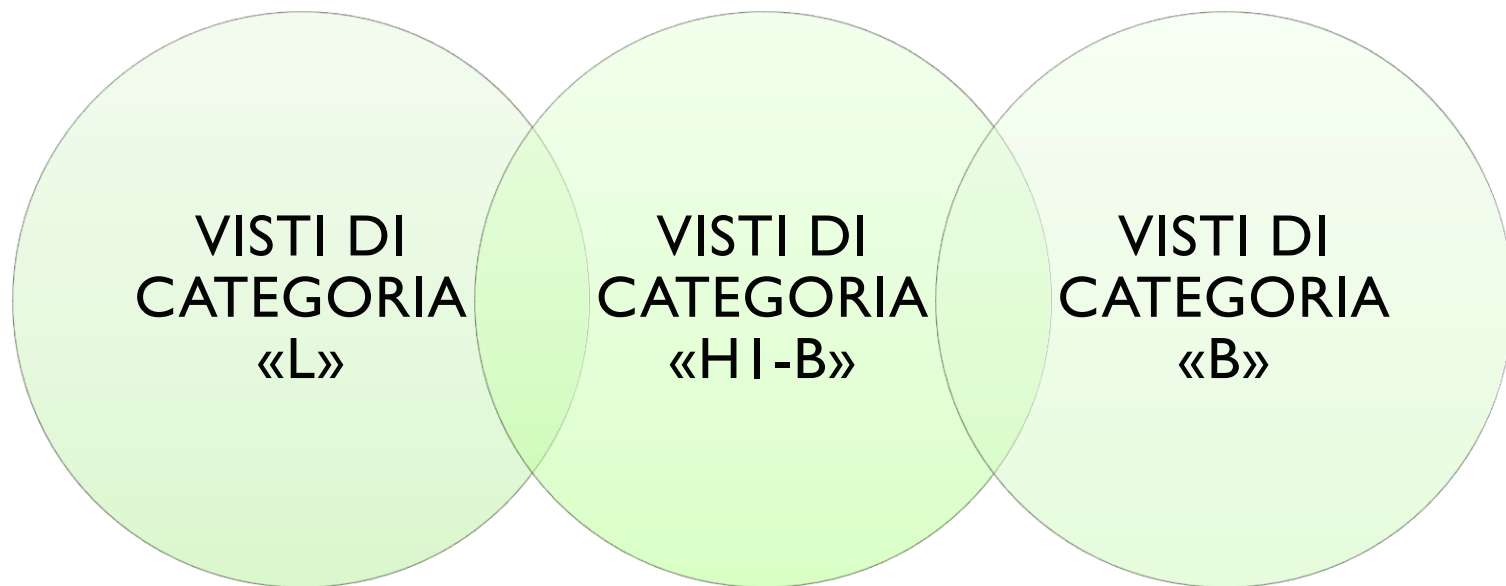 VISTI DI
CATEGORIA
«L»
VISTI DI
CATEGORIA
«H1-B»
VISTI DI
CATEGORIA
«B»